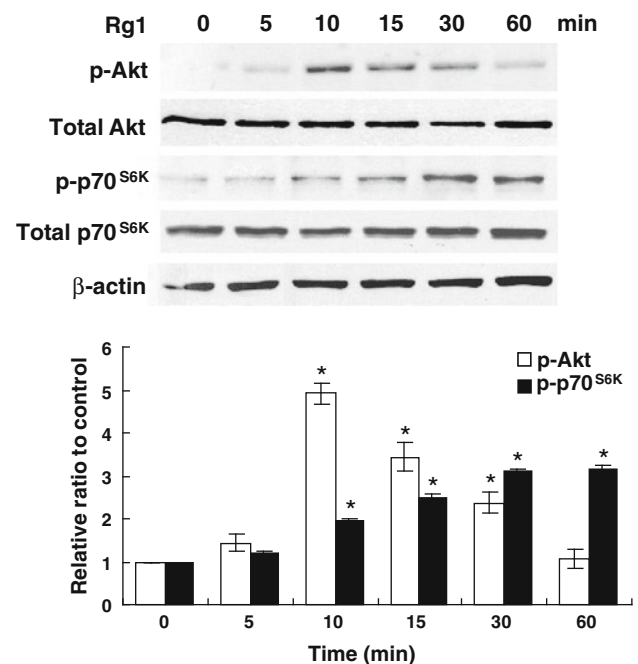 Rg1 0 5 10 15 30 60 min
p-Akt
Total Akt
p-p70S6K
Total p70S6K
β-actin
Relative ratio to control
6
5
4
3
2
1
0
p-Akt
p-p70S6K
*
*
*
*
*
*
*
0 5 10 15 30 60
Time (min)